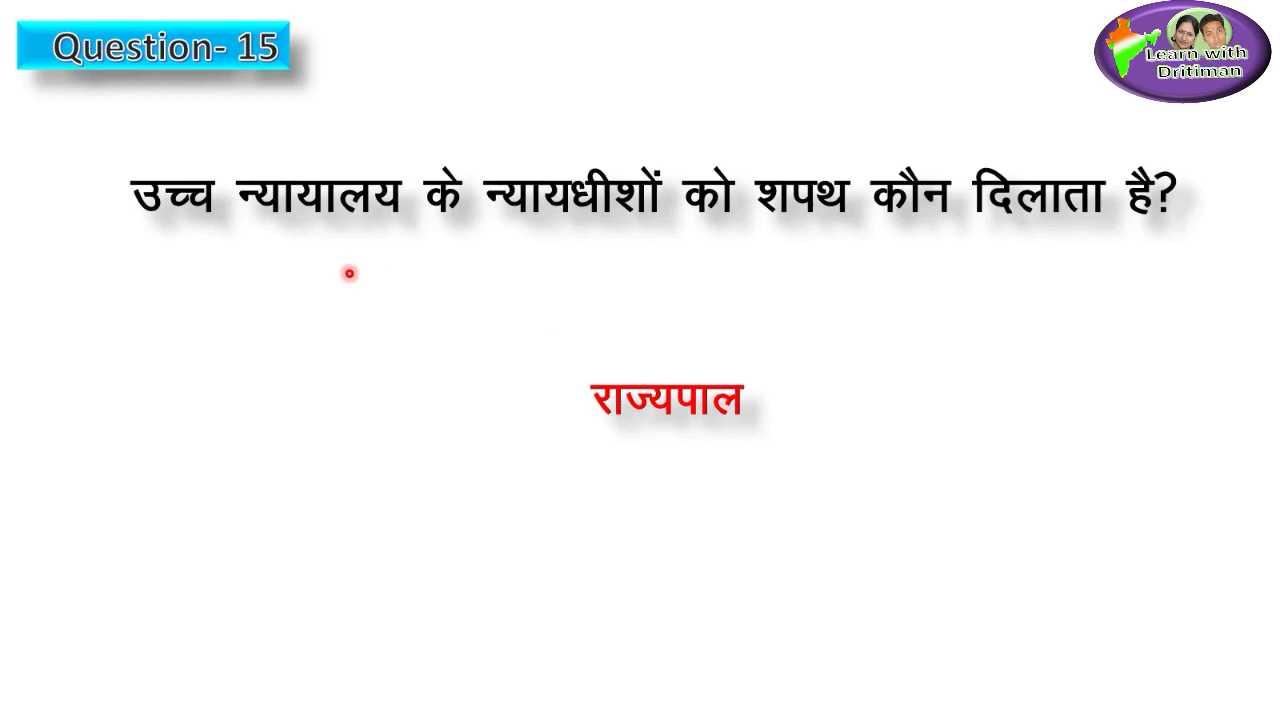 Question- 15
Learn with
Dritiman
उच्च न्यायालय के न्यायधीशों को शपथ कौन दिलाता है?
राज्यपाल